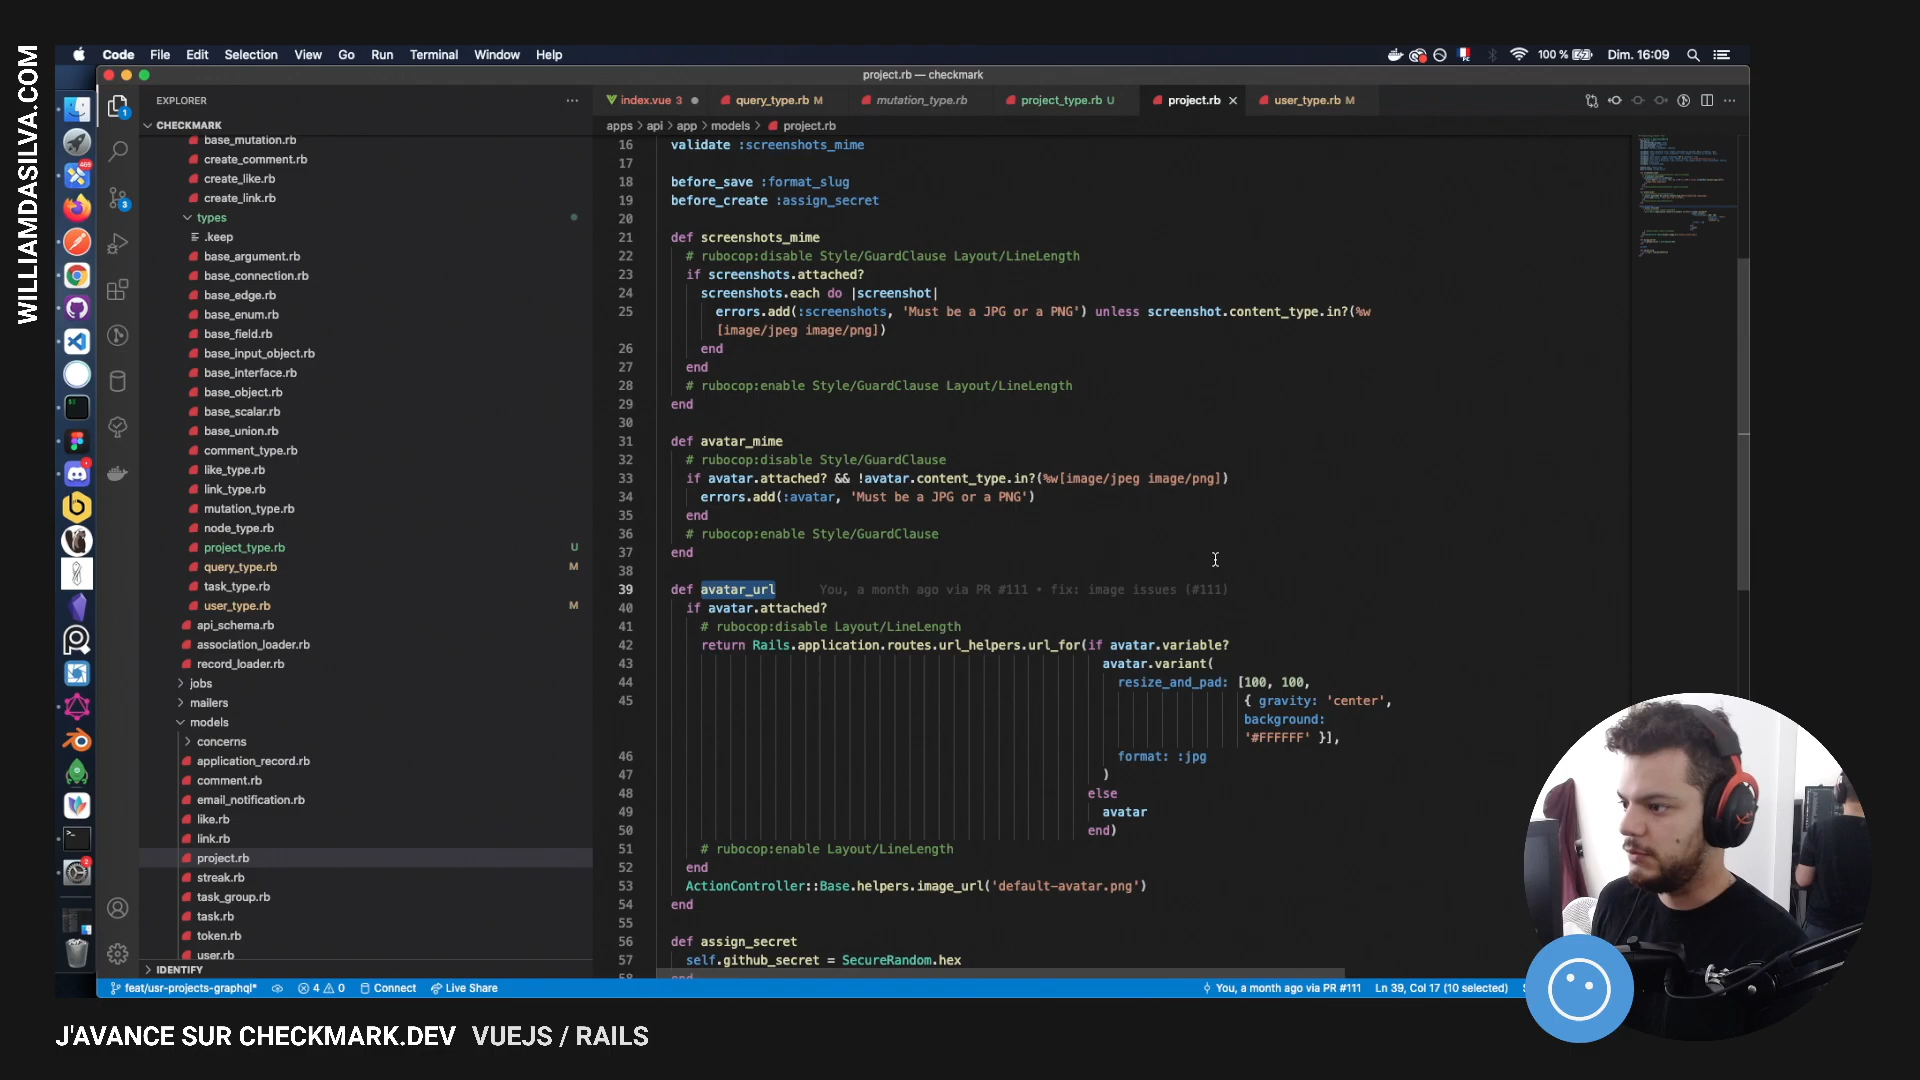 WILLIAMDASILVA.COM
Code File Edit Selection View Go Run Terminal Window Help
100 % Dim. 16:09
project.rb — checkmark
EXPLORER
index.vue 3
query_type.rb M
mutation_type.rb
project_type.rb U
project.rb
user_type.rb M
CHECKMARK
apps > api > app > models > project.rb
base_mutation.rb
create_comment.rb
create_like.rb
create_link.rb
types
.keep
base_argument.rb
base_connection.rb
base_edge.rb
base_enum.rb
base_field.rb
base_input_object.rb
base_interface.rb
base_object.rb
base_scalar.rb
base_union.rb
comment_type.rb
like_type.rb
link_type.rb
mutation_type.rb
node_type.rb
project_type.rb U
query_type.rb M
task_type.rb
user_type.rb M
api_schema.rb
association_loader.rb
record_loader.rb
jobs
mailers
models
concerns
application_record.rb
comment.rb
email_notification.rb
like.rb
link.rb
project.rb
streak.rb
task_group.rb
task.rb
token.rb
user.rb
IDENTIFY
16 validate :screenshots_mime
17
18 before_save :format_slug
19 before_create :assign_secret
20
21 def screenshots_mime
22 # rubocop:disable Style/GuardClause Layout/LineLength
23 if screenshots.attached?
24 screenshots.each do |screenshot|
25 errors.add(:screenshots, 'Must be a JPG or a PNG') unless screenshot.content_type.in?(%w
[image/jpeg image/png])
26 end
27 end
28 # rubocop:enable Style/GuardClause Layout/LineLength
29 end
30
31 def avatar_mime
32 # rubocop:disable Style/GuardClause
33 if avatar.attached? && !avatar.content_type.in?(%w[image/jpeg image/png])
34 errors.add(:avatar, 'Must be a JPG or a PNG')
35 end
36 # rubocop:enable Style/GuardClause
37 end
38
39 def avatar_url You, a month ago via PR #111 • fix: image issues (#111)
40 if avatar.attached?
41 # rubocop:disable Layout/LineLength
42 return Rails.application.routes.url_helpers.url_for(if avatar.variable?
43 avatar.variant(
44 resize_and_pad: [100, 100,
45 { gravity: 'center',
background:
'#FFFFFF' }],
46 format: :jpg
47 )
48 else
49 avatar
50 end)
51 # rubocop:enable Layout/LineLength
52 end
53 ActionController::Base.helpers.image_url('default-avatar.png')
54 end
55
56 def assign_secret
57 self.github_secret = SecureRandom.hex
58 end
feat/usr-projects-graphql* 4 0 Connect Live Share
You, a month ago via PR #111 Ln 39, Col 17 (10 selected)
J'AVANCE SUR CHECKMARK.DEV VUEJS / RAILS